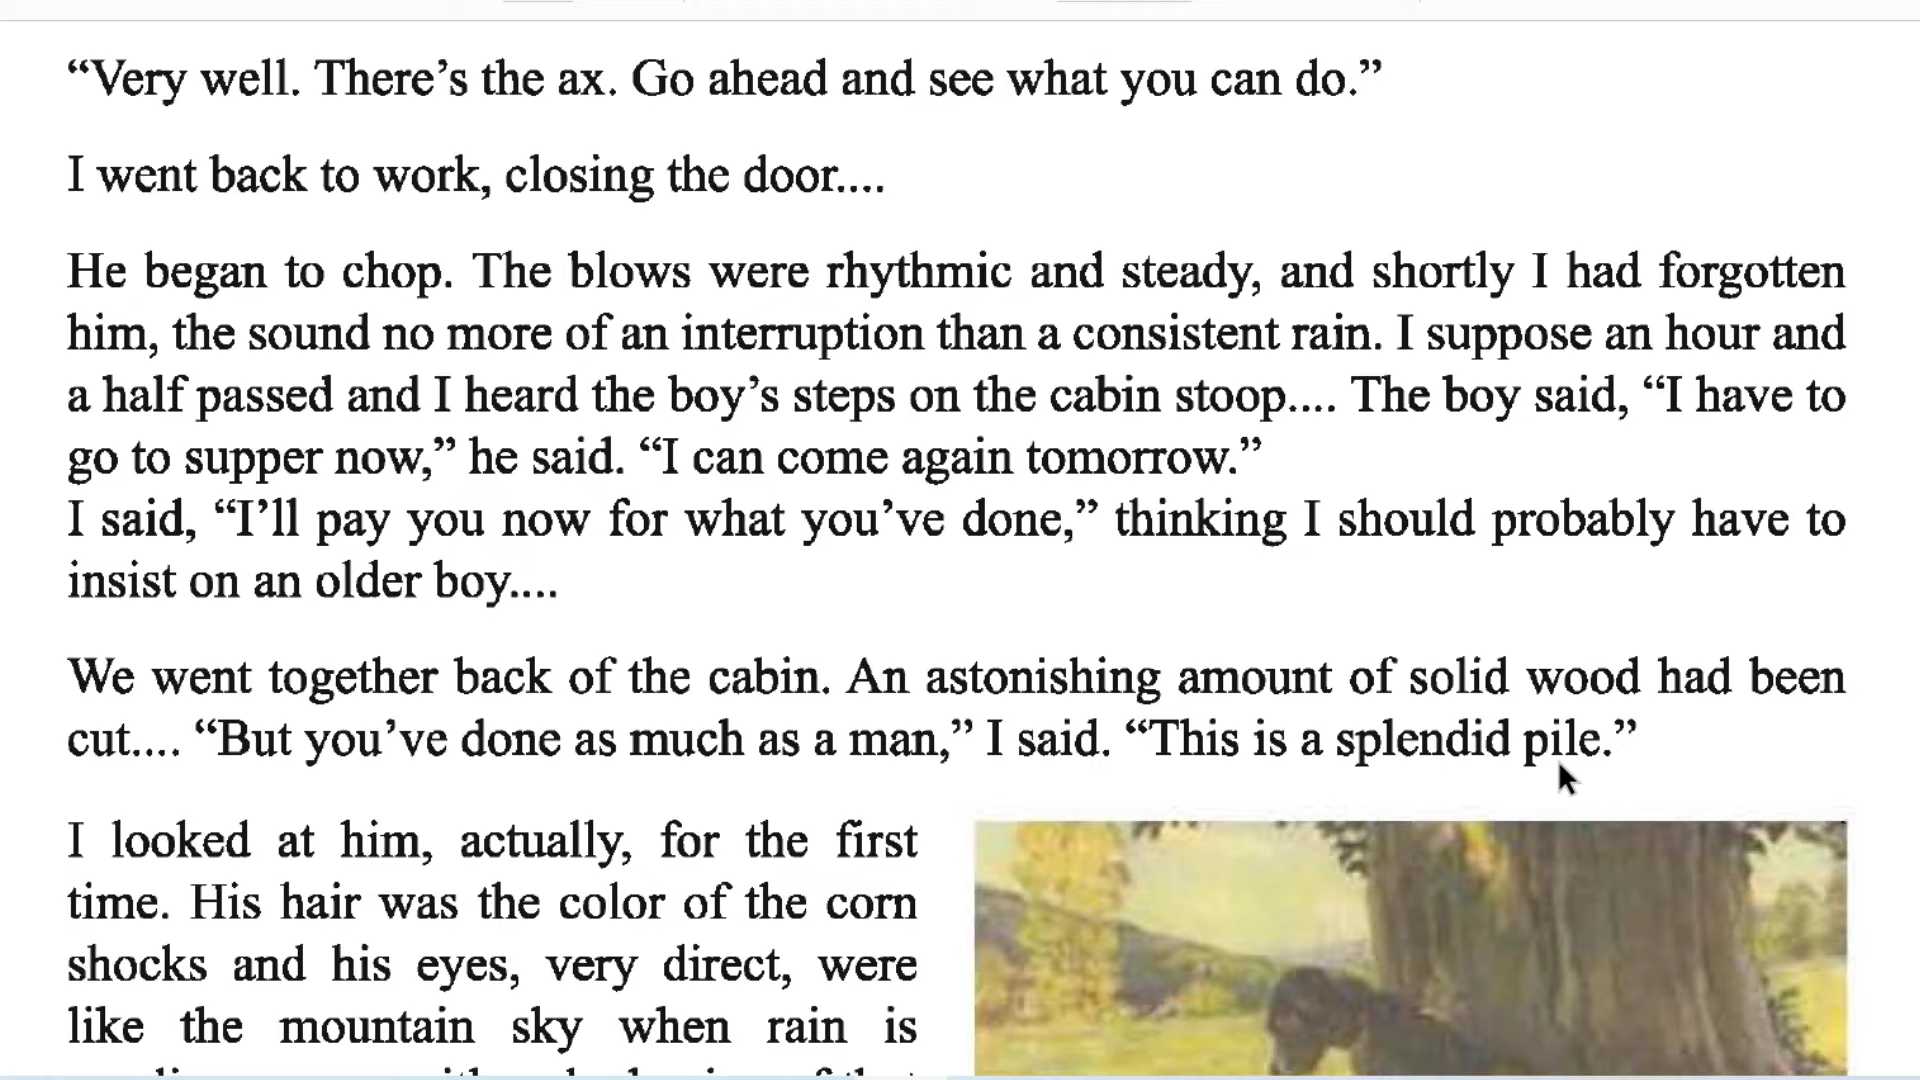 “Very well. There’s the ax. Go ahead and see what you can do.”
I went back to work, closing the door....
He began to chop. The blows were rhythmic and steady, and shortly I had forgotten
him, the sound no more of an interruption than a consistent rain. I suppose an hour and
a half passed and I heard the boy’s steps on the cabin stoop.... The boy said, “I have to
go to supper now,” he said. “I can come again tomorrow.”
I said, “I’ll pay you now for what you’ve done,” thinking I should probably have to
insist on an older boy....
We went together back of the cabin. An astonishing amount of solid wood had been
cut.... “But you’ve done as much as a man,” I said. “This is a splendid pile.”
I looked at him, actually, for the first
time. His hair was the color of the corn
shocks and his eyes, very direct, were
like the mountain sky when rain is